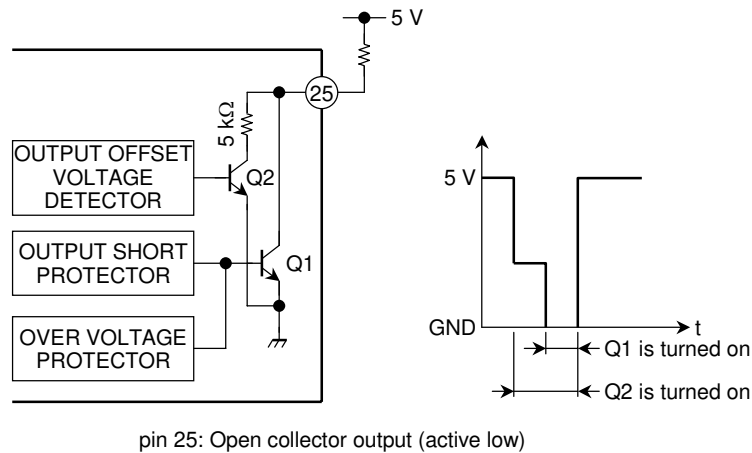 5 V
25
5 kΩ
OUTPUT OFFSET
VOLTAGE
DETECTOR
Q2
OUTPUT SHORT
PROTECTOR
Q1
OVER VOLTAGE
PROTECTOR
5 V
GND
t
Q1 is turned on
Q2 is turned on
pin 25: Open collector output (active low)